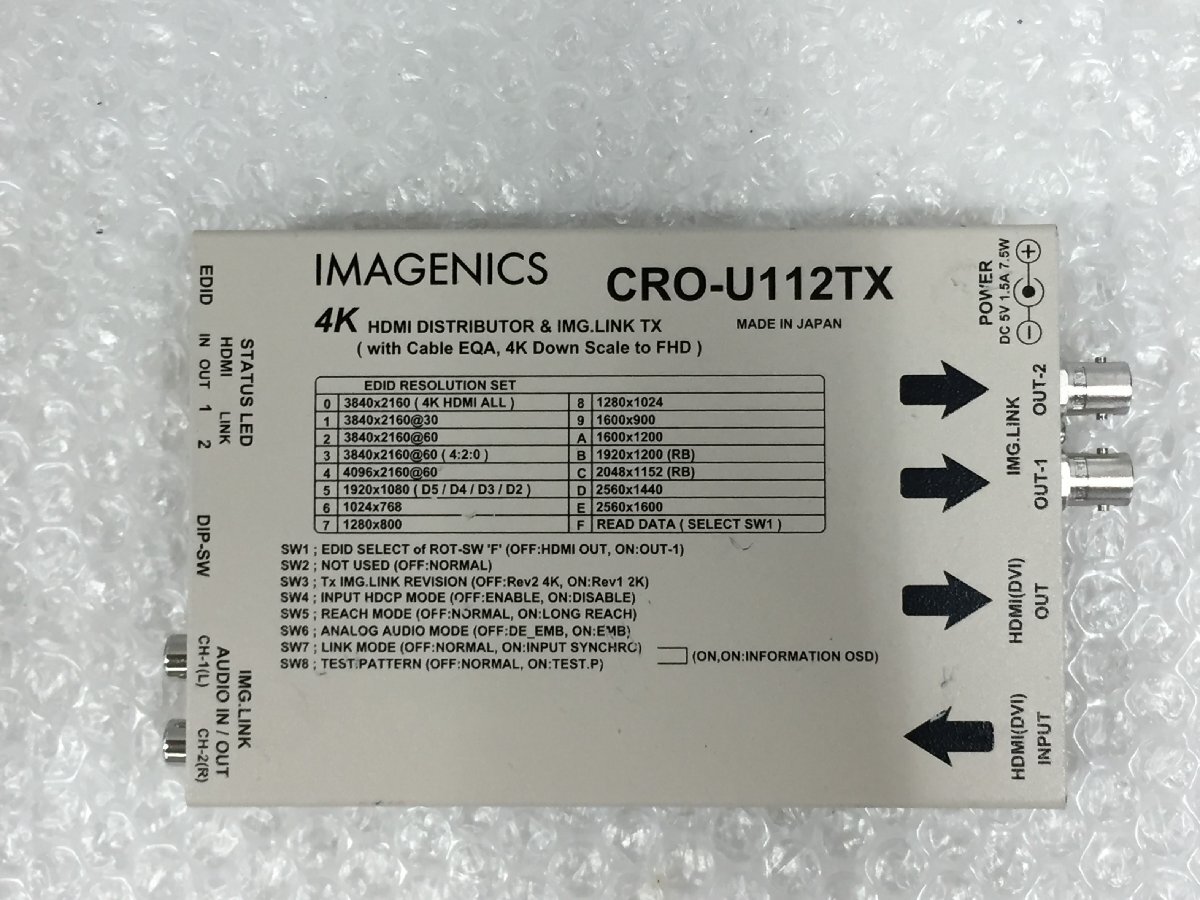 IMAGENICS
CRO-U112TX
4K HDMI DISTRIBUTOR & IMG.LINK TX
MADE IN JAPAN
( with Cable EQA, 4K Down Scale to FHD )
EDID RESOLUTION SET
0 3840x2160 ( 4K HDMI ALL ) 8 1280x1024
1 3840x2160@30 9 1600x900
2 3840x2160@60 A 1600x1200
3 3840x2160@60 ( 4:2:0 ) B 1920x1200 (RB)
4 4096x2160@60 C 2048x1152 (RB)
5 1920x1080 ( D5 / D4 / D3 / D2 ) D 2560x1440
6 1024x768 E 2560x1600
7 1280x800 F READ DATA ( SELECT SW1 )
SW1 ; EDID SELECT of ROT-SW 'F' (OFF:HDMI OUT, ON:OUT-1)
SW2 ; NOT USED (OFF:NORMAL)
SW3 ; Tx IMG.LINK REVISION (OFF:Rev2 4K, ON:Rev1 2K)
SW4 ; INPUT HDCP MODE (OFF:ENABLE, ON:DISABLE)
SW5 ; REACH MODE (OFF:NORMAL, ON:LONG REACH)
SW6 ; ANALOG AUDIO MODE (OFF:DE_EMB, ON:EMB)
SW7 ; LINK MODE (OFF:NORMAL, ON:INPUT SYNCHRO)
SW8 ; TEST.PATTERN (OFF:NORMAL, ON:TEST.P)
(ON,ON:INFORMATION OSD)
EDID
STATUS LED
HDMI LINK
IN OUT 1 2
DIP-SW
IMG.LINK
AUDIO IN / OUT
CH-1(L) CH-2(R)
POWER
DC 5V 1.5A 7.5W
IMG.LINK
OUT-2
OUT-1
HDMI(DVI)
OUT
HDMI(DVI)
INPUT